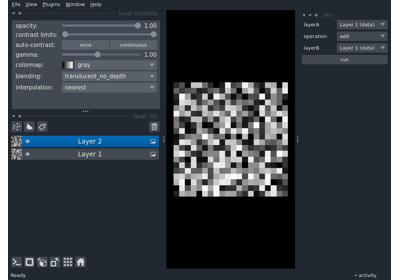 File View Plugins Window Help
layer controls
opacity: 1.00
contrast limits:
auto-contrast: once continuous
gamma: 1.00
colormap: gray
blending: translucent_no_depth
interpolation: nearest
layer list
Layer 2
Layer 1
layerA Layer 1 (data)
operation add
layerB Layer 1 (data)
run
Ready
activity